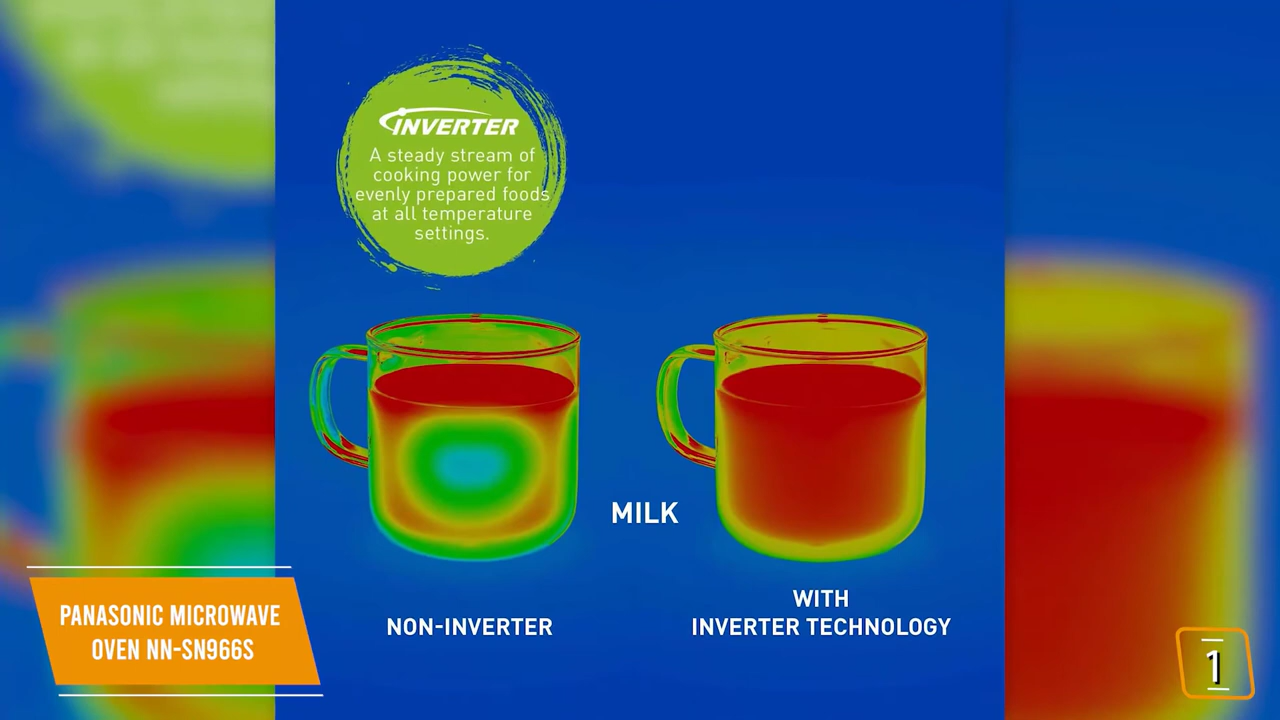 INVERTER
A steady stream of
cooking power for
evenly prepared foods
at all temperature
settings.
MILK
NON-INVERTER
WITH
INVERTER TECHNOLOGY
PANASONIC MICROWAVE
OVEN NN-SN966S
1